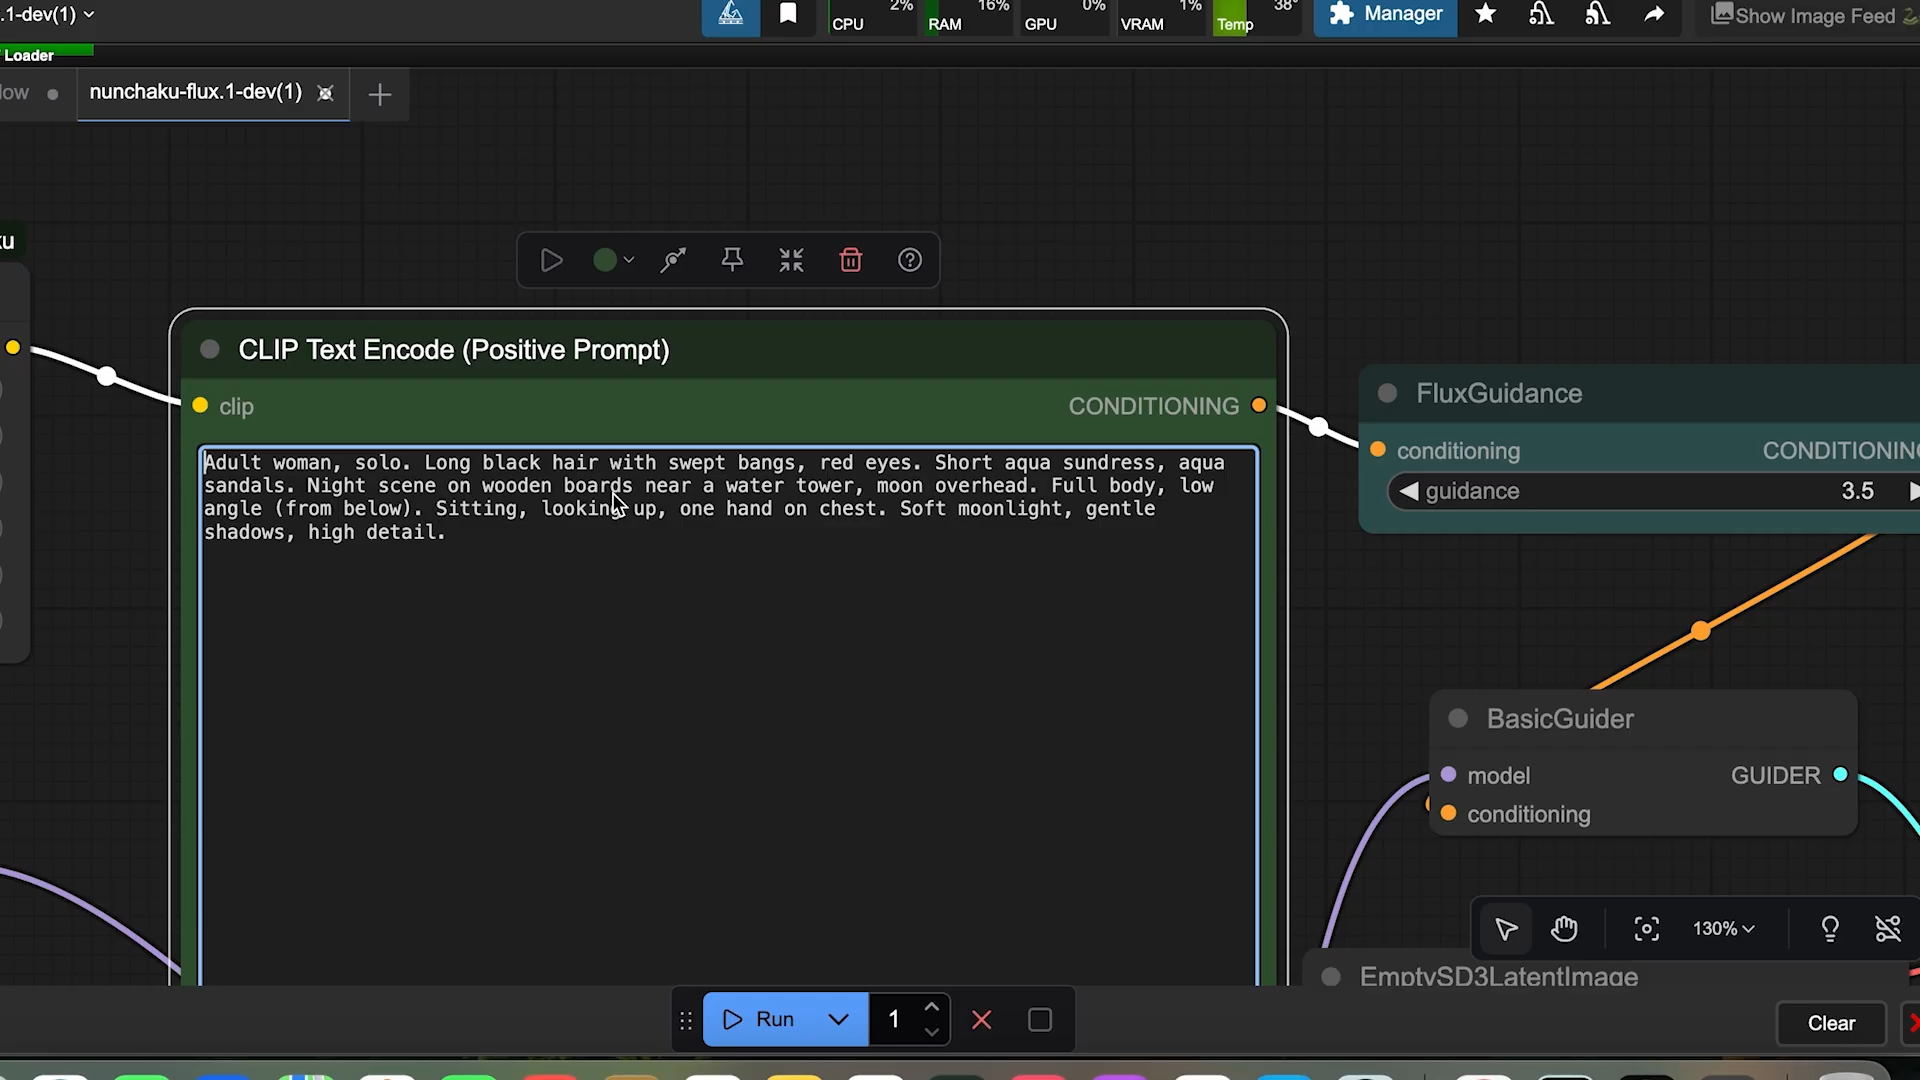 .1-dev(1)
CPU 2%
RAM 16%
GPU 0%
VRAM 1%
Temp 38°
Manager
Show Image Feed
Loader
low
nunchaku-flux.1-dev(1)
ku
CLIP Text Encode (Positive Prompt)
clip
CONDITIONING
Adult woman, solo. Long black hair with swept bangs, red eyes. Short aqua sundress, aqua
sandals. Night scene on wooden boards near a water tower, moon overhead. Full body, low
angle (from below). Sitting, looking up, one hand on chest. Soft moonlight, gentle
shadows, high detail.
FluxGuidance
conditioning
CONDITIONING
guidance
3.5
BasicGuider
model
GUIDER
conditioning
130%
EmptySD3LatentImage
Run
1
Clear